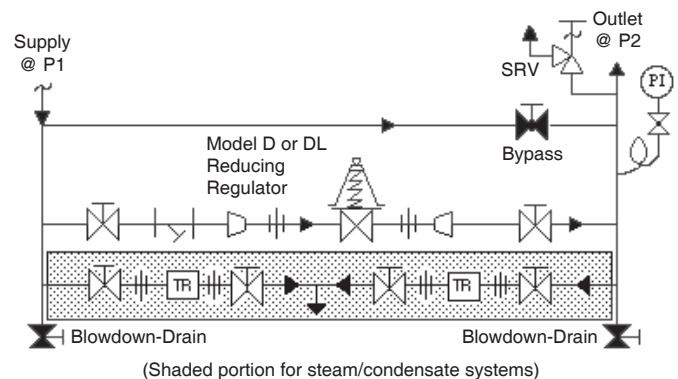 Supply
@ P1
Outlet
@ P2
SRV
PI
Bypass
Model D or DL
Reducing
Regulator
TR
TR
Blowdown-Drain
Blowdown-Drain
(Shaded portion for steam/condensate systems)